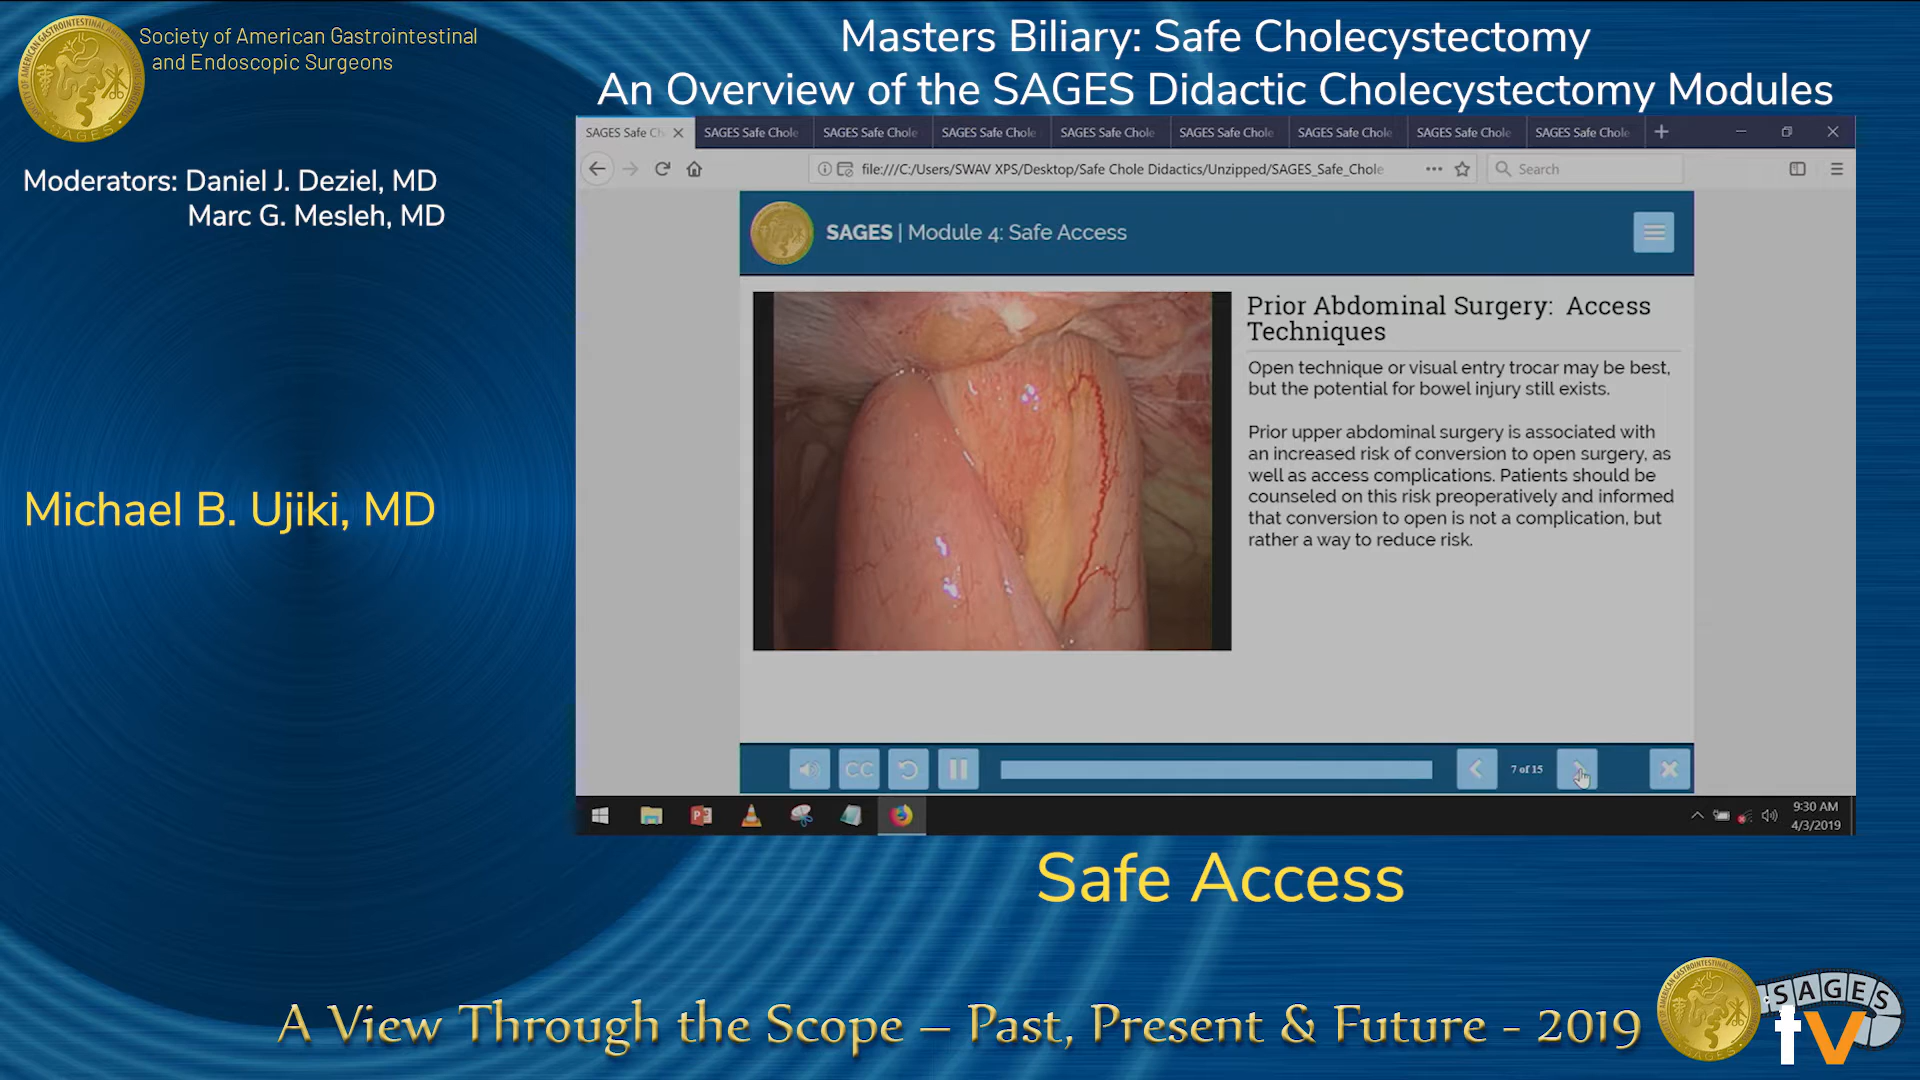 Society of American Gastrointestinal
and Endoscopic Surgeons
Masters Biliary: Safe Cholecystectomy
An Overview of the SAGES Didactic Cholecystectomy Modules
Moderators: Daniel J. Deziel, MD
Marc G. Mesleh, MD
Michael B. Ujiki, MD
SAGES Safe Ch
SAGES Safe Chole
SAGES Safe Chole
SAGES Safe Chole
SAGES Safe Chole
SAGES Safe Chole
SAGES Safe Chole
SAGES Safe Chole
SAGES Safe Chole
file:///C:/Users/SWAV XPS/Desktop/Safe Chole Didactics/Unzipped/SAGES_Safe_Chole
Search
SAGES | Module 4: Safe Access
Prior Abdominal Surgery: Access
Techniques
Open technique or visual entry trocar may be best,
but the potential for bowel injury still exists.
Prior upper abdominal surgery is associated with
an increased risk of conversion to open surgery, as
well as access complications. Patients should be
counseled on this risk preoperatively and informed
that conversion to open is not a complication, but
rather a way to reduce risk.
CC
7 of 15
9:30 AM
4/3/2019
Safe Access
A View Through the Scope – Past, Present & Future - 2019
SAGES
tv